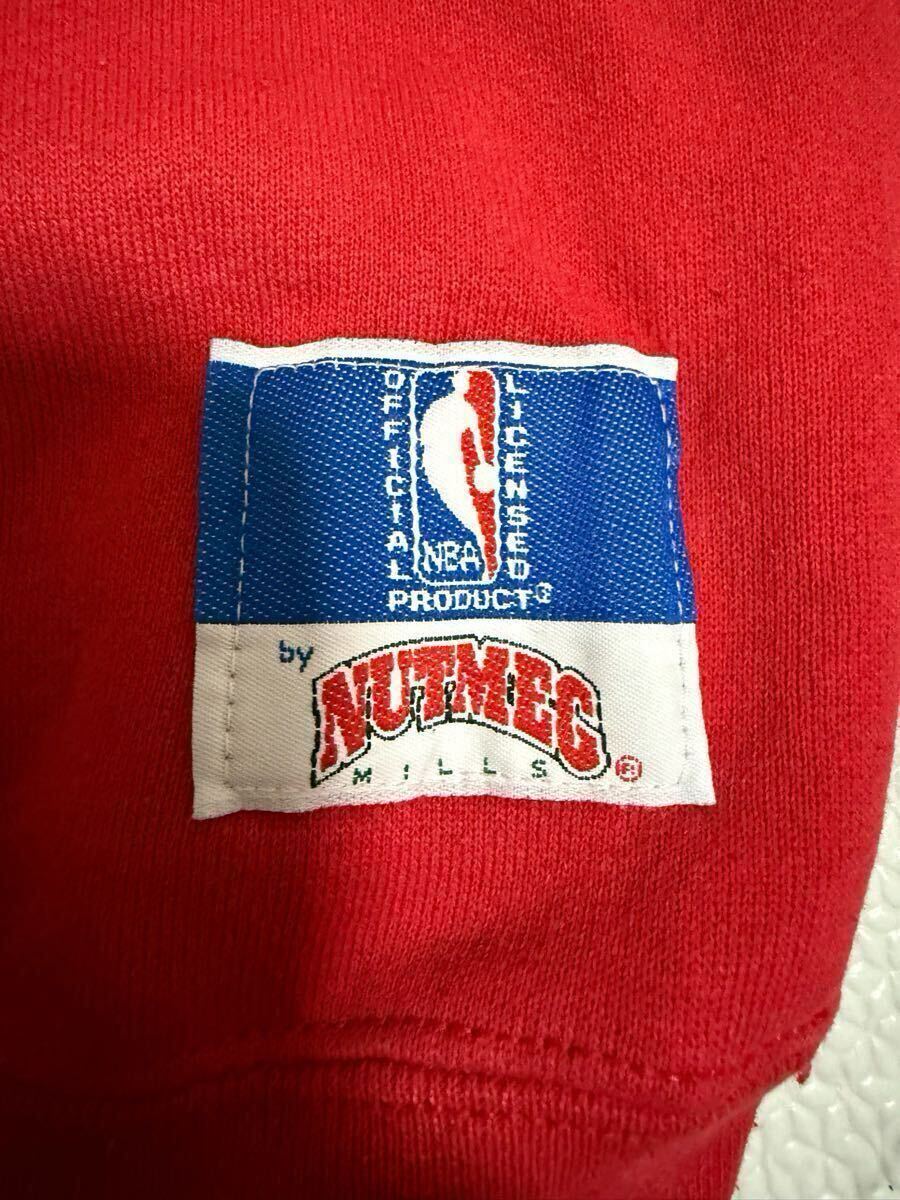 OFFICIAL
LICENSED
NBA
PRODUCT®
by
NUTMEG
MILLS ®